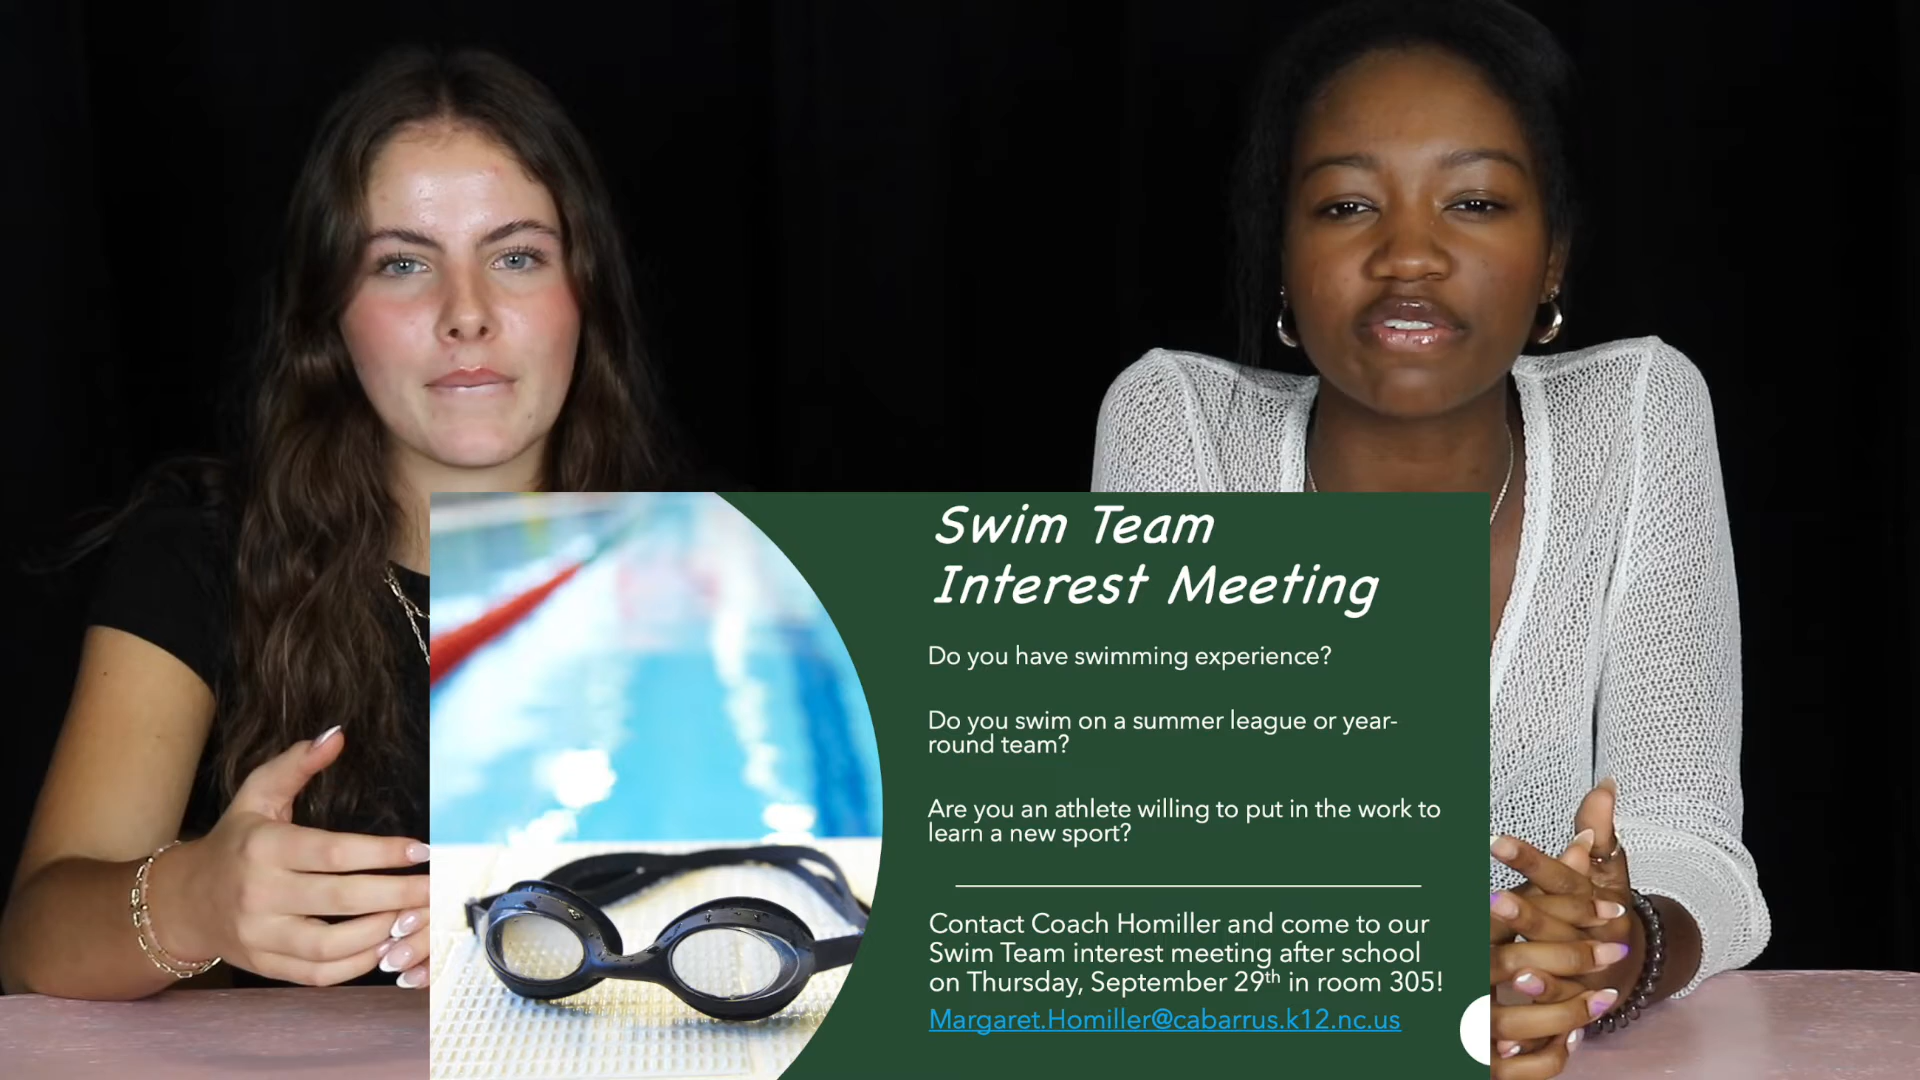 Swim Team
Interest Meeting
Do you have swimming experience?
Do you swim on a summer league or year-
round team?
Are you an athlete willing to put in the work to
learn a new sport?
Contact Coach Homiller and come to our
Swim Team interest meeting after school
on Thursday, September 29th in room 305!
Margaret.Homiller@cabarrus.k12.nc.us